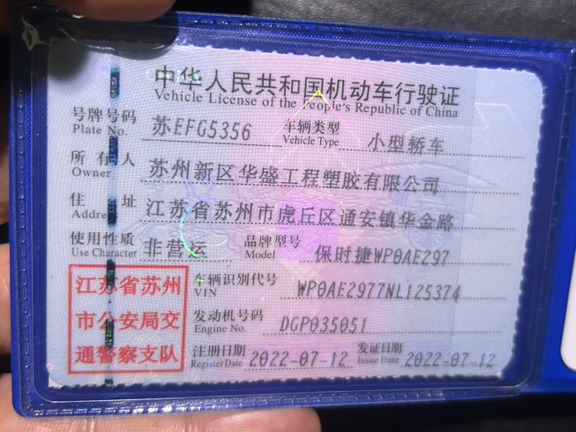 中华人民共和国机动车行驶证
Vehicle License of the People's Republic of China
号牌号码 苏EFG5356 车辆类型 小型轿车
Plate No. Vehicle Type
所有人 苏州新区华盛工程塑胶有限公司
Owner
住址 江苏省苏州市虎丘区通安镇华金路
Address
使用性质 非营运 品牌型号 保时捷WP0AE297
Use Character Model
江苏省苏州 车辆识别代号 WP0AE2977NL125374
VIN
市公安局交 发动机号码 DGP035051
Engine No.
通警察支队 注册日期 2022-07-12 发证日期 2022-07-12
Register Date Issue Date